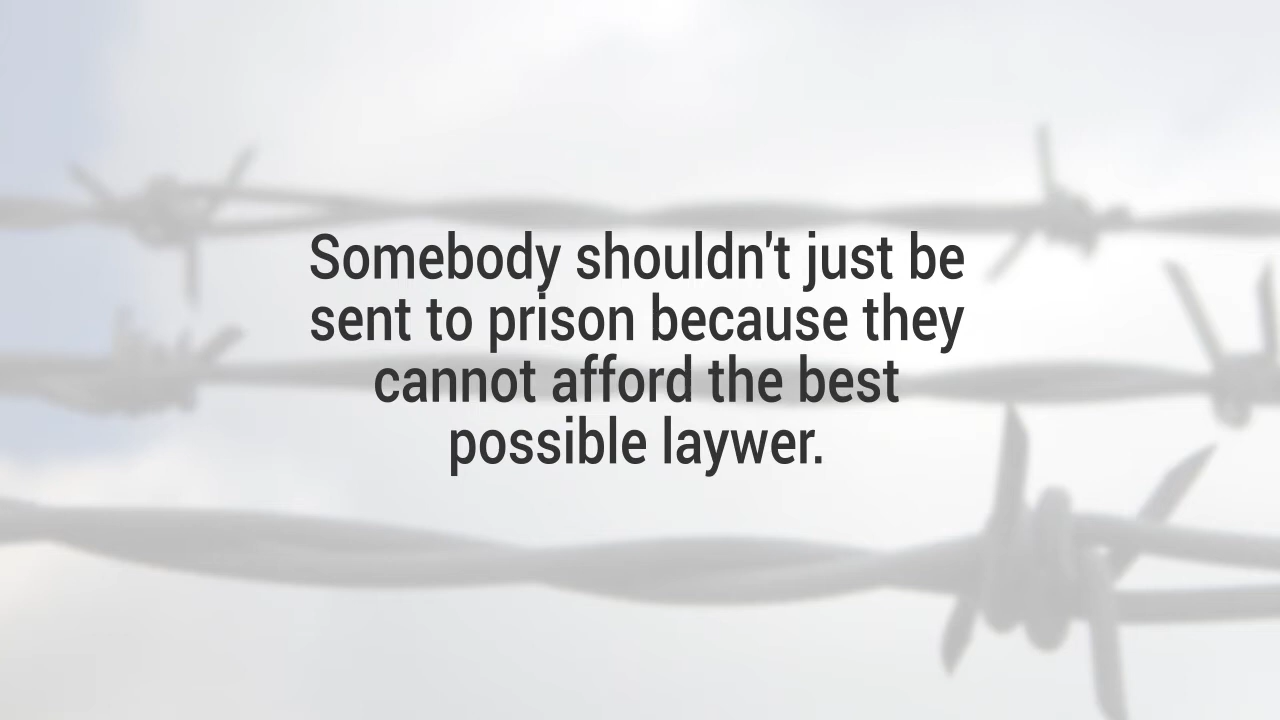 Somebody shouldn't just be
sent to prison because they
cannot afford the best
possible laywer.